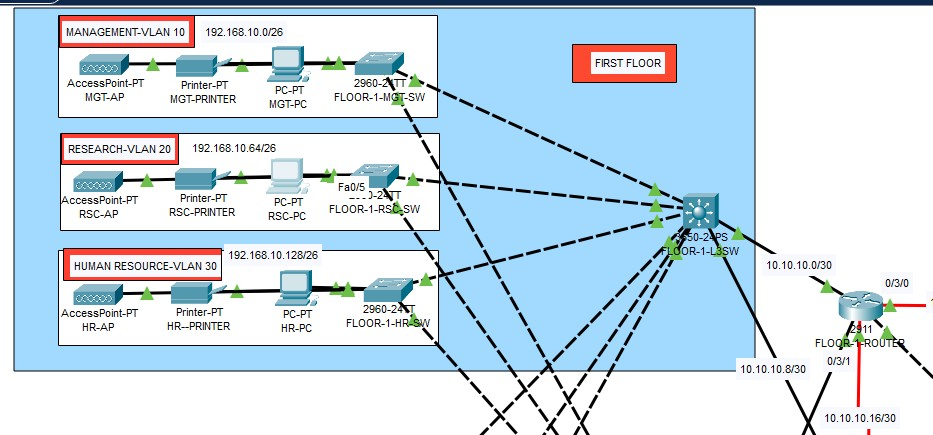 MANAGEMENT-VLAN 10
192.168.10.0/26
FIRST FLOOR
AccessPoint-PT
MGT-AP
Printer-PT
MGT-PRINTER
PC-PT
MGT-PC
2960-24TT
FLOOR-1-MGT-SW
RESEARCH-VLAN 20
192.168.10.64/26
AccessPoint-PT
RSC-AP
Printer-PT
RSC-PRINTER
PC-PT
RSC-PC
Fa0/5
-24TT
FLOOR-1-RSC-SW
HUMAN RESOURCE-VLAN 30
192.168.10.128/26
AccessPoint-PT
HR-AP
Printer-PT
HR--PRINTER
PC-PT
HR-PC
2960-24TT
FLOOR-1-HR-SW
3650-24PS
FLOOR-1-L3SW
10.10.10.0/30
0/3/0
2911
FLOOR-1-ROUTER
0/3/1
10.10.10.8/30
10.10.10.16/30